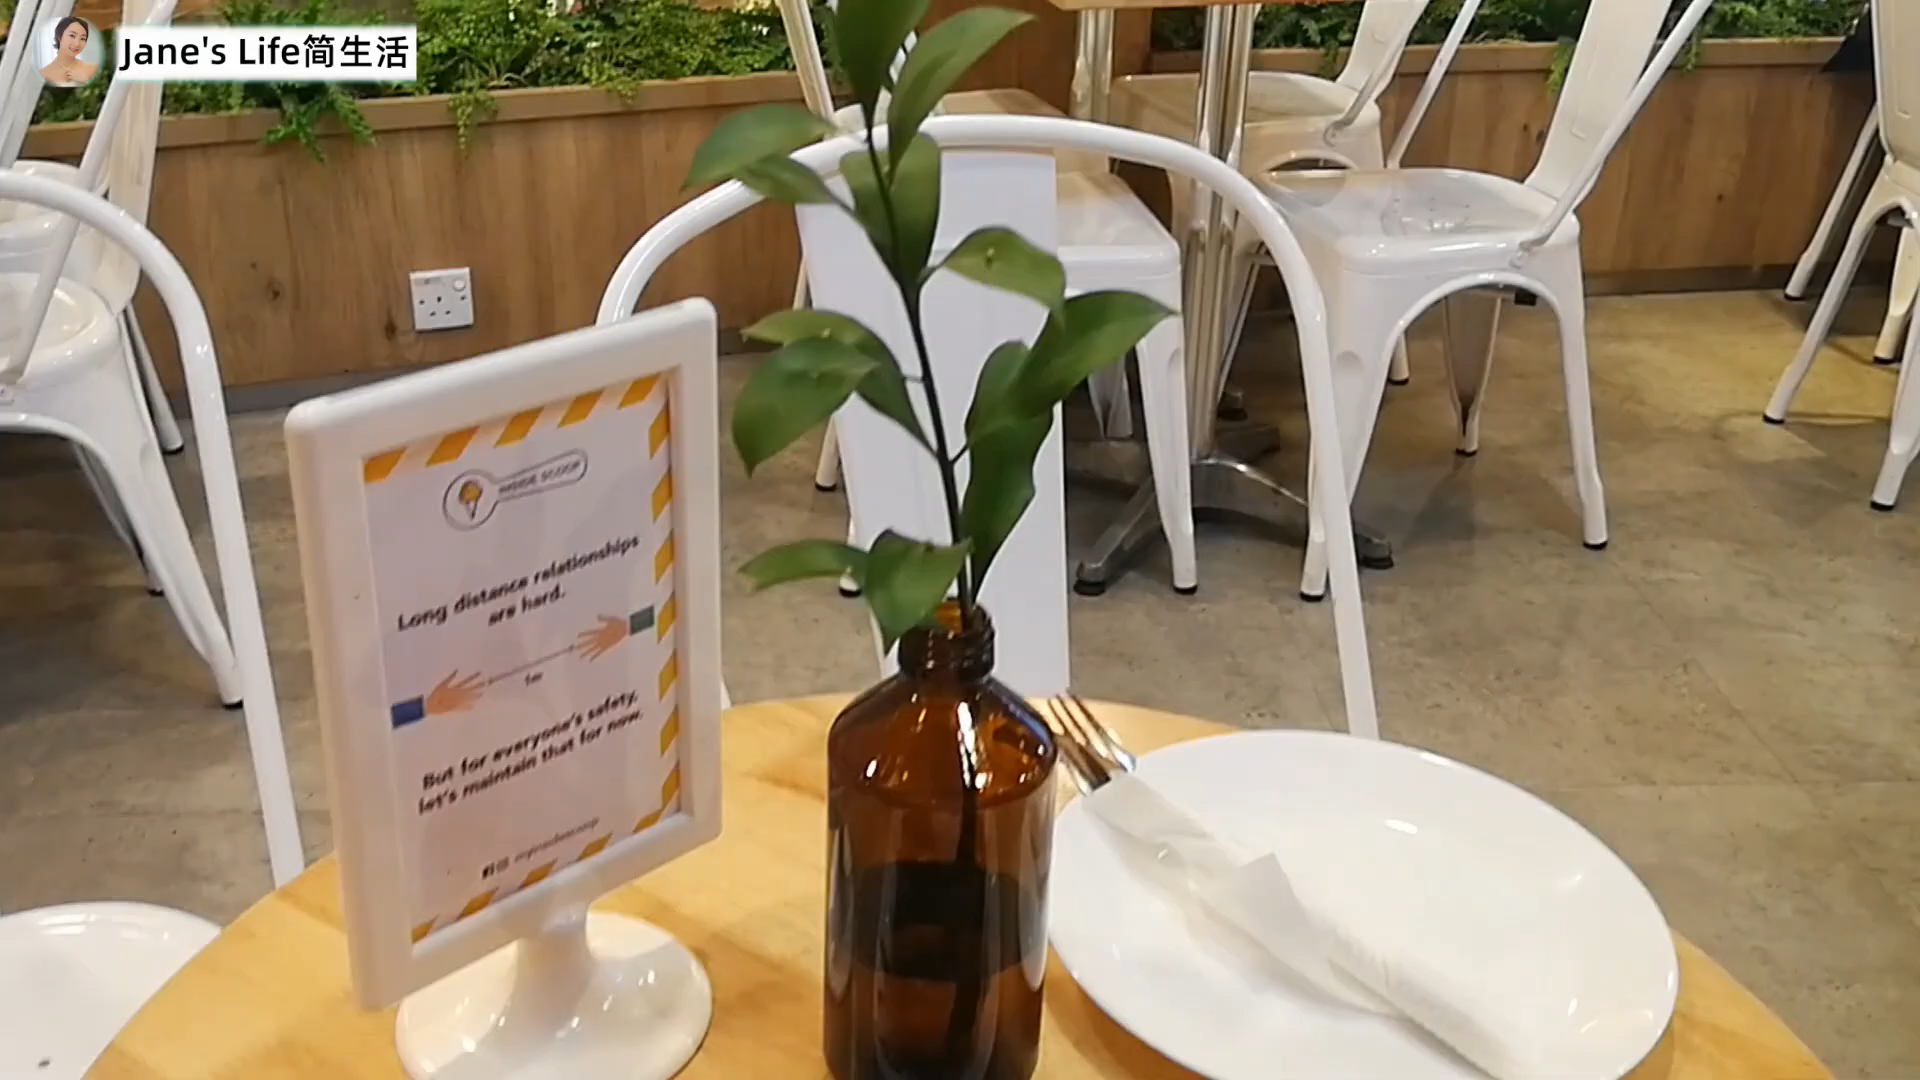 Jane's Life简生活
INSIDE SCOOP
Long distance relationships
are hard.
1m
But for everyone's safety,
let's maintain that for now.